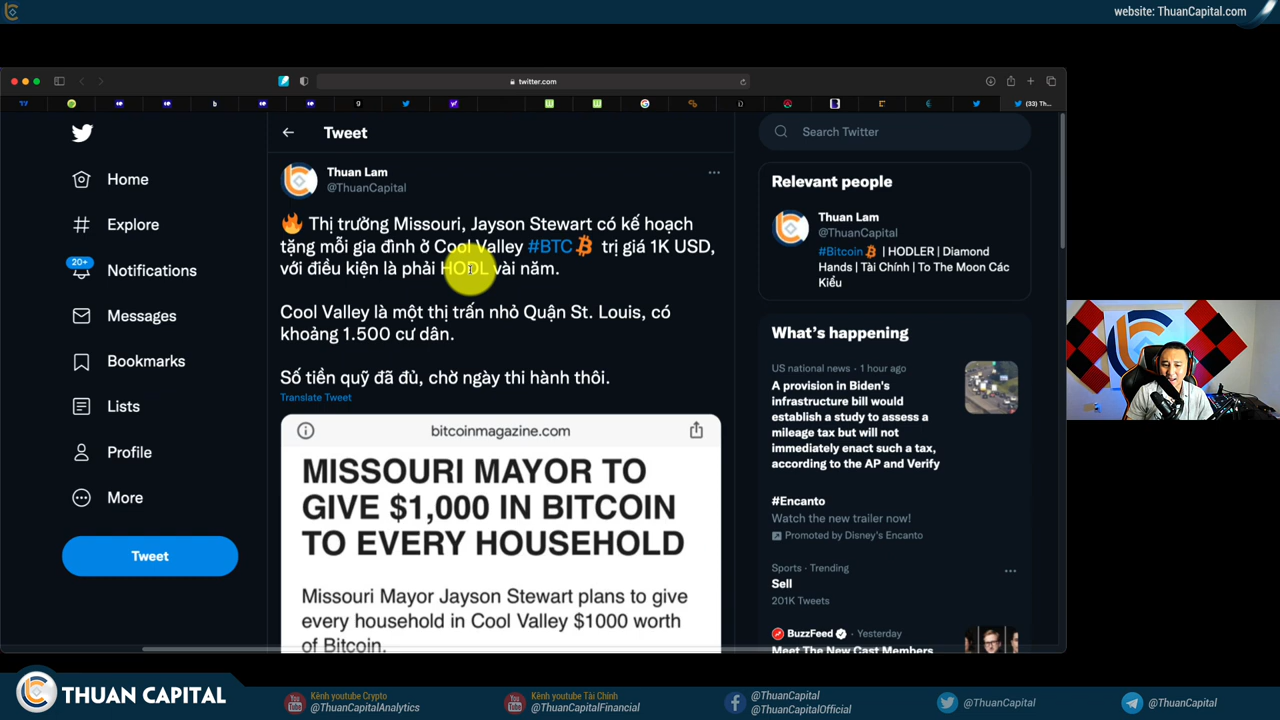 website: ThuanCapital.com
twitter.com
(33) Th...
Tweet
Search Twitter
Home
Explore
20+
Notifications
Messages
Bookmarks
Lists
Profile
More
Tweet
Thuan Lam
@ThuanCapital
🔥 Thị trưởng Missouri, Jayson Stewart có kế hoạch
tặng mỗi gia đình ở Cool Valley #BTC trị giá 1K USD,
với điều kiện là phải HODL vài năm.
Cool Valley là một thị trấn nhỏ Quận St. Louis, có
khoảng 1.500 cư dân.
Số tiền quỹ đã đủ, chờ ngày thi hành thôi.
Translate Tweet
bitcoinmagazine.com
MISSOURI MAYOR TO
GIVE $1,000 IN BITCOIN
TO EVERY HOUSEHOLD
Missouri Mayor Jayson Stewart plans to give
every household in Cool Valley $1000 worth
of Bitcoin.
Relevant people
Thuan Lam
@ThuanCapital
#Bitcoin | HODLER | Diamond
Hands | Tài Chính | To The Moon Các
Kiểu
What's happening
US national news · 1 hour ago
A provision in Biden's
infrastructure bill would
establish a study to assess a
mileage tax but will not
immediately enact such a tax,
according to the AP and Verify
#Encanto
Watch the new trailer now!
Promoted by Disney's Encanto
Sports · Trending
Sell
201K Tweets
BuzzFeed · Yesterday
Meet The New Cast Members
THUAN CAPITAL
Kênh youtube Crypto
@ThuanCapitalAnalytics
Kênh youtube Tài Chính
@ThuanCapitalFinancial
@ThuanCapital
@ThuanCapitalOfficial
@ThuanCapital
@ThuanCapital